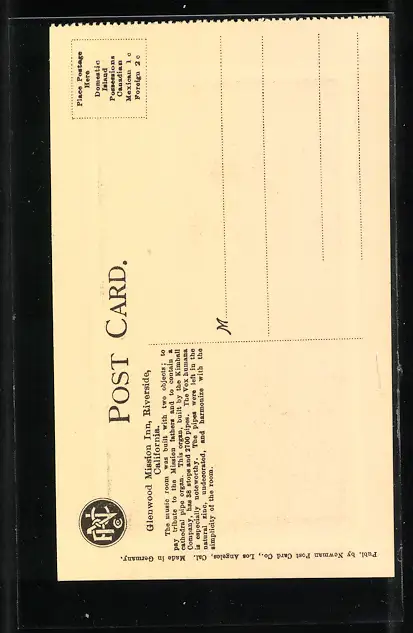 POST CARD.
Place Postage
Here
Domestic
Island
Possessions
Canadian
Mexican 1 c
Foreign 2 c
Glenwood Mission Inn, Riverside,
California.
The music room was built with two objects; to
pay tribute to the Mission fathers and to contain a
cathedral pipe organ. This organ, built by the Kimball
Company, has 38 stops and 2700 pipes. The Vox humana
is especially noteworthy. The pipes were left in the
natural zinc, undecorated, and harmonize with the
simplicity of the room.
M
Publ. by Newman Post Card Co., Los Angeles, Cal. Made in Germany.